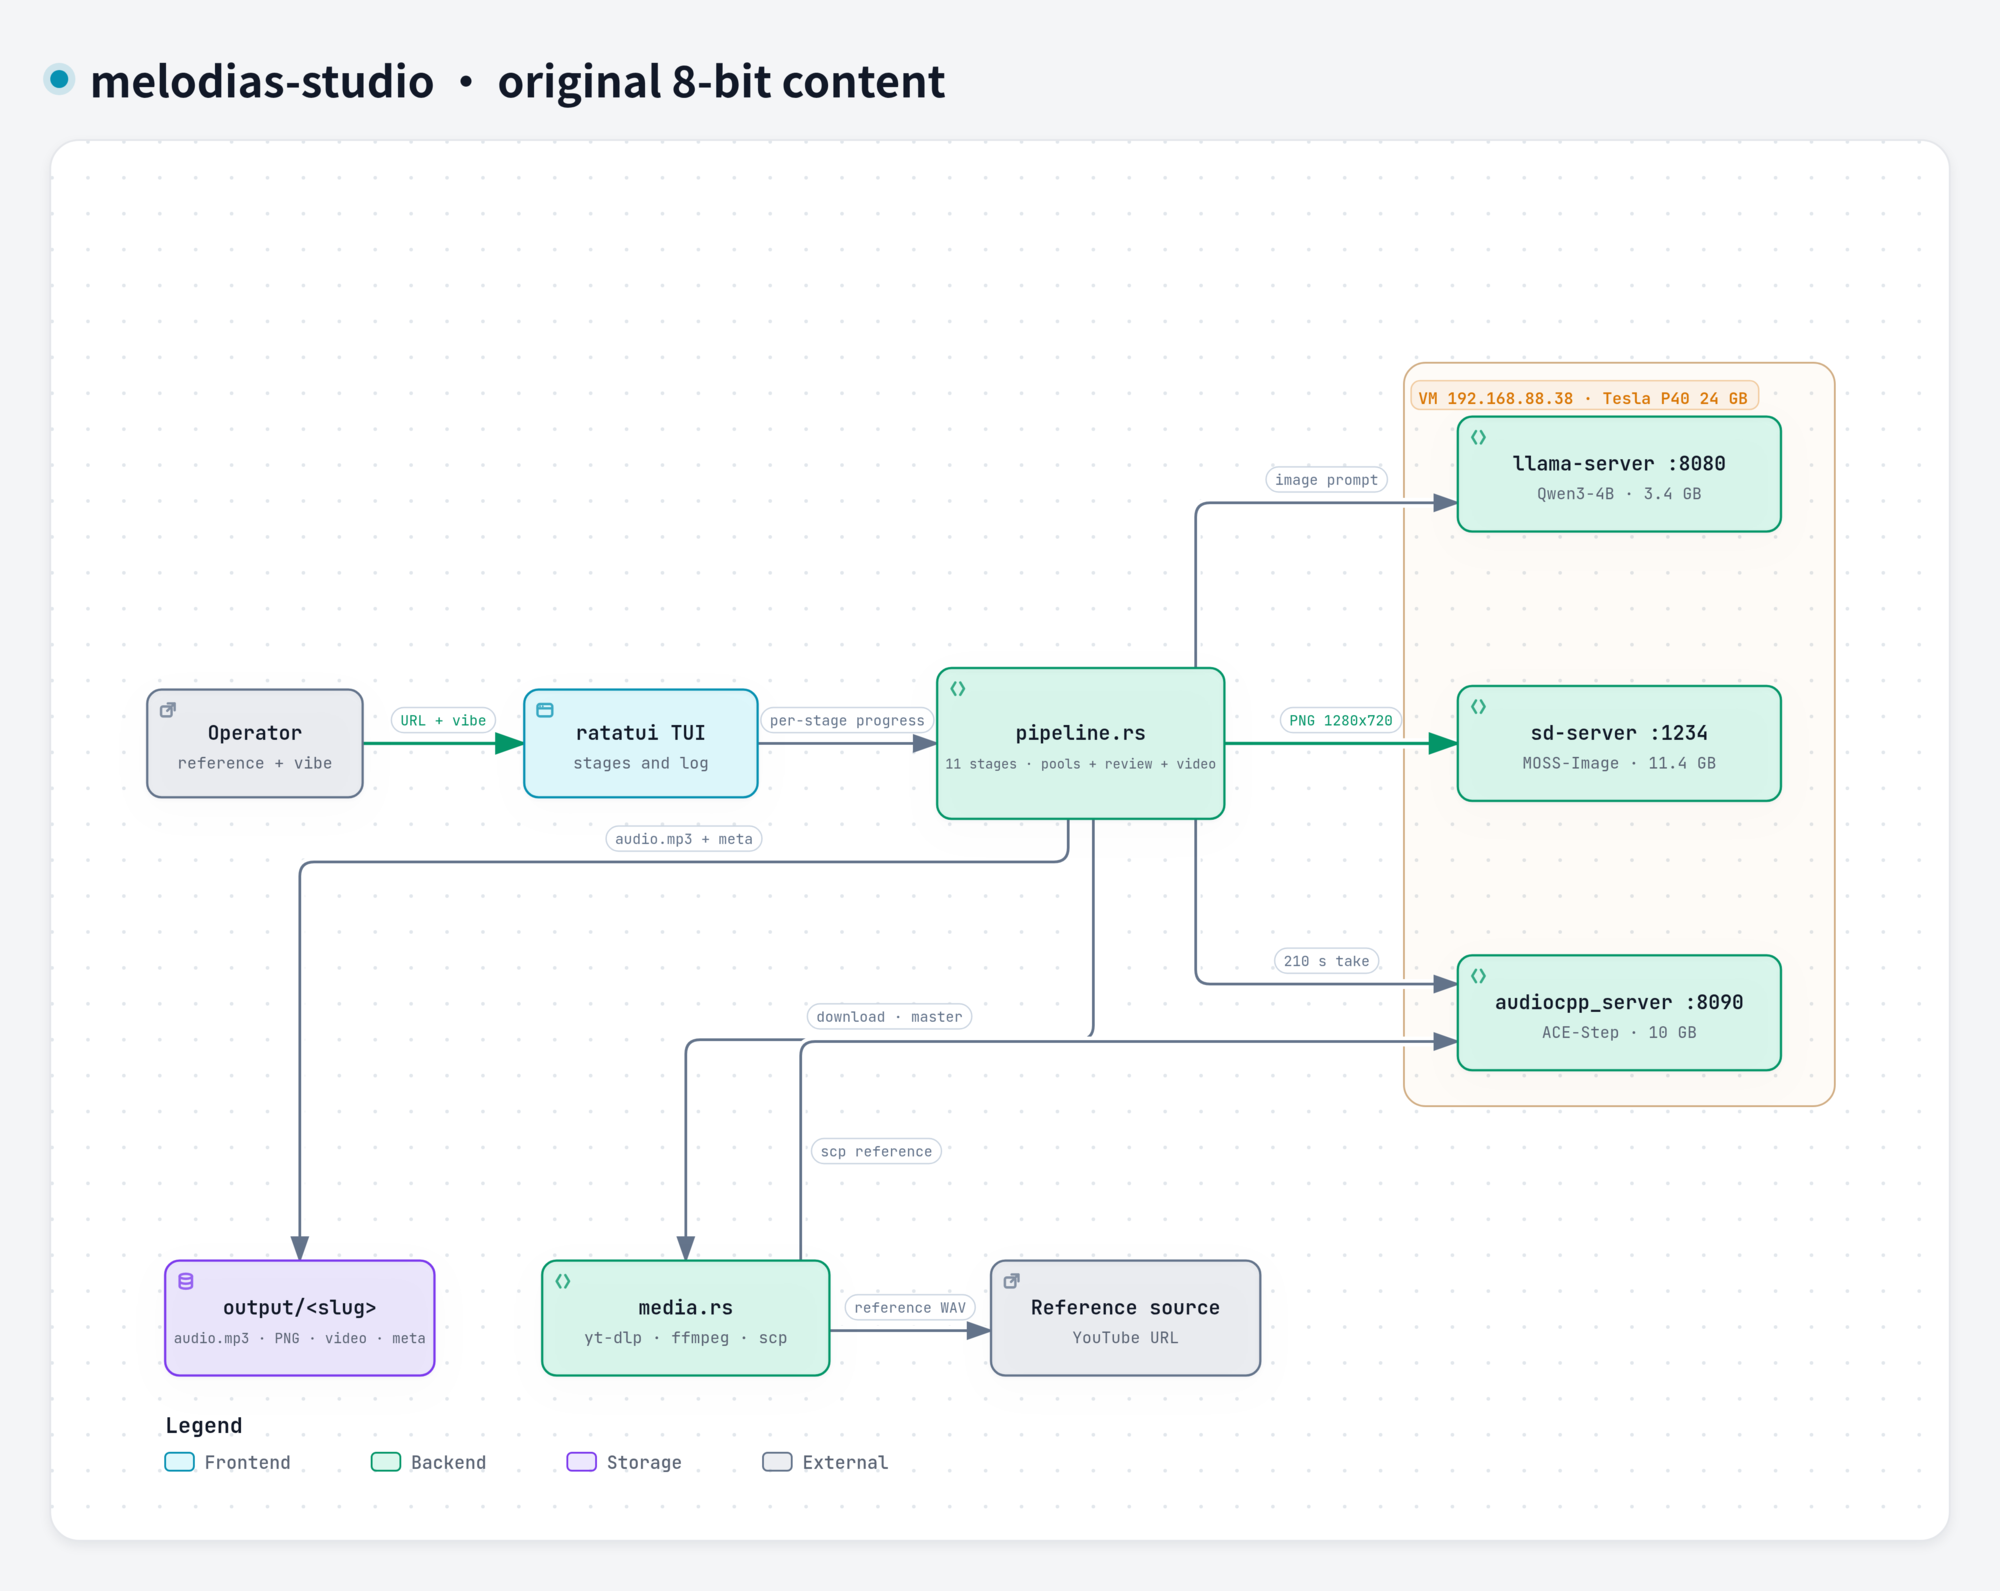 melodias-studio • original 8-bit content
VM 192.168.88.38 · Tesla P40 24 GB
llama-server :8080
Qwen3-4B · 3.4 GB
image prompt
Operator
reference + vibe
URL + vibe
ratatui TUI
stages and log
per-stage progress
pipeline.rs
11 stages · pools + review + video
PNG 1280x720
sd-server :1234
MOSS-Image · 11.4 GB
audio.mp3 + meta
210 s take
audiocpp_server :8090
ACE-Step · 10 GB
download · master
scp reference
output/<slug>
audio.mp3 · PNG · video · meta
media.rs
yt-dlp · ffmpeg · scp
reference WAV
Reference source
YouTube URL
Legend
Frontend
Backend
Storage
External